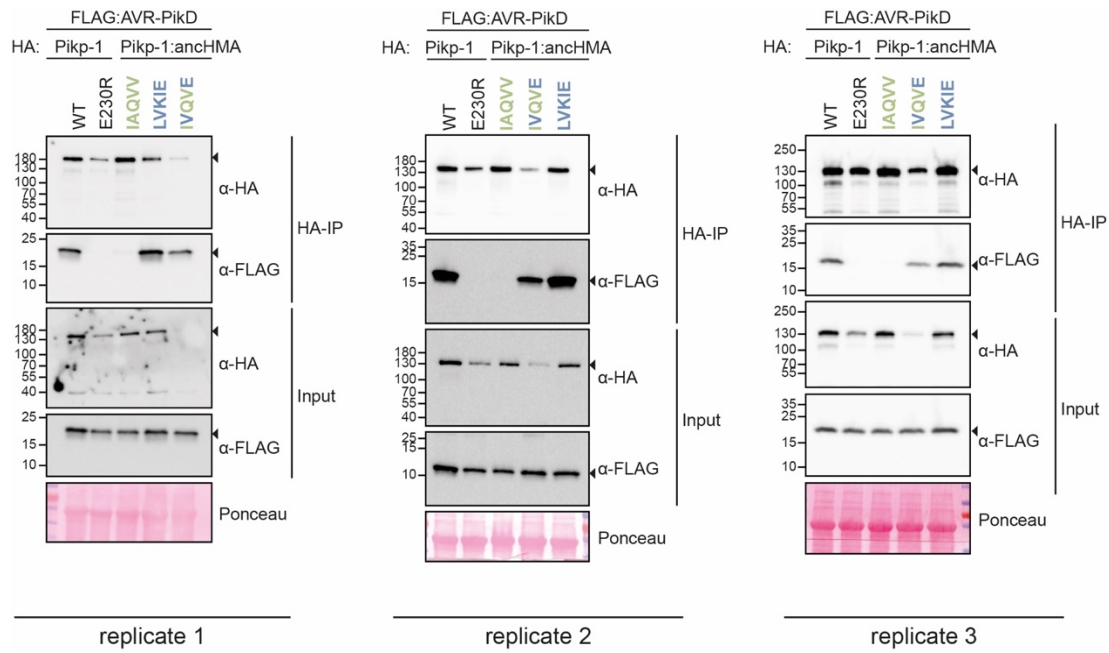 FLAG:AVR-PikD
HA: Pikp-1 Pikp-1:ancHMA
WT E230R IAQVV LVKIE IVQVE
180
130
100
70
55
40
α-HA
25
15
10
α-FLAG
HA-IP
180
130
100
70
55
40
α-HA
25
15
10
α-FLAG
Input
Ponceau
replicate 1
FLAG:AVR-PikD
HA: Pikp-1 Pikp-1:ancHMA
WT E230R IAQVV IVQVE LVKIE
180
130
100
70
55
40
α-HA
35
25
15
α-FLAG
HA-IP
180
130
100
70
55
40
α-HA
25
15
10
α-FLAG
Input
Ponceau
replicate 2
FLAG:AVR-PikD
HA: Pikp-1 Pikp-1:ancHMA
WT E230R IAQVV IVQVE LVKIE
250
130
100
70
55
α-HA
35
25
15
10
α-FLAG
HA-IP
250
130
100
70
55
α-HA
35
25
15
10
α-FLAG
Input
Ponceau
replicate 3